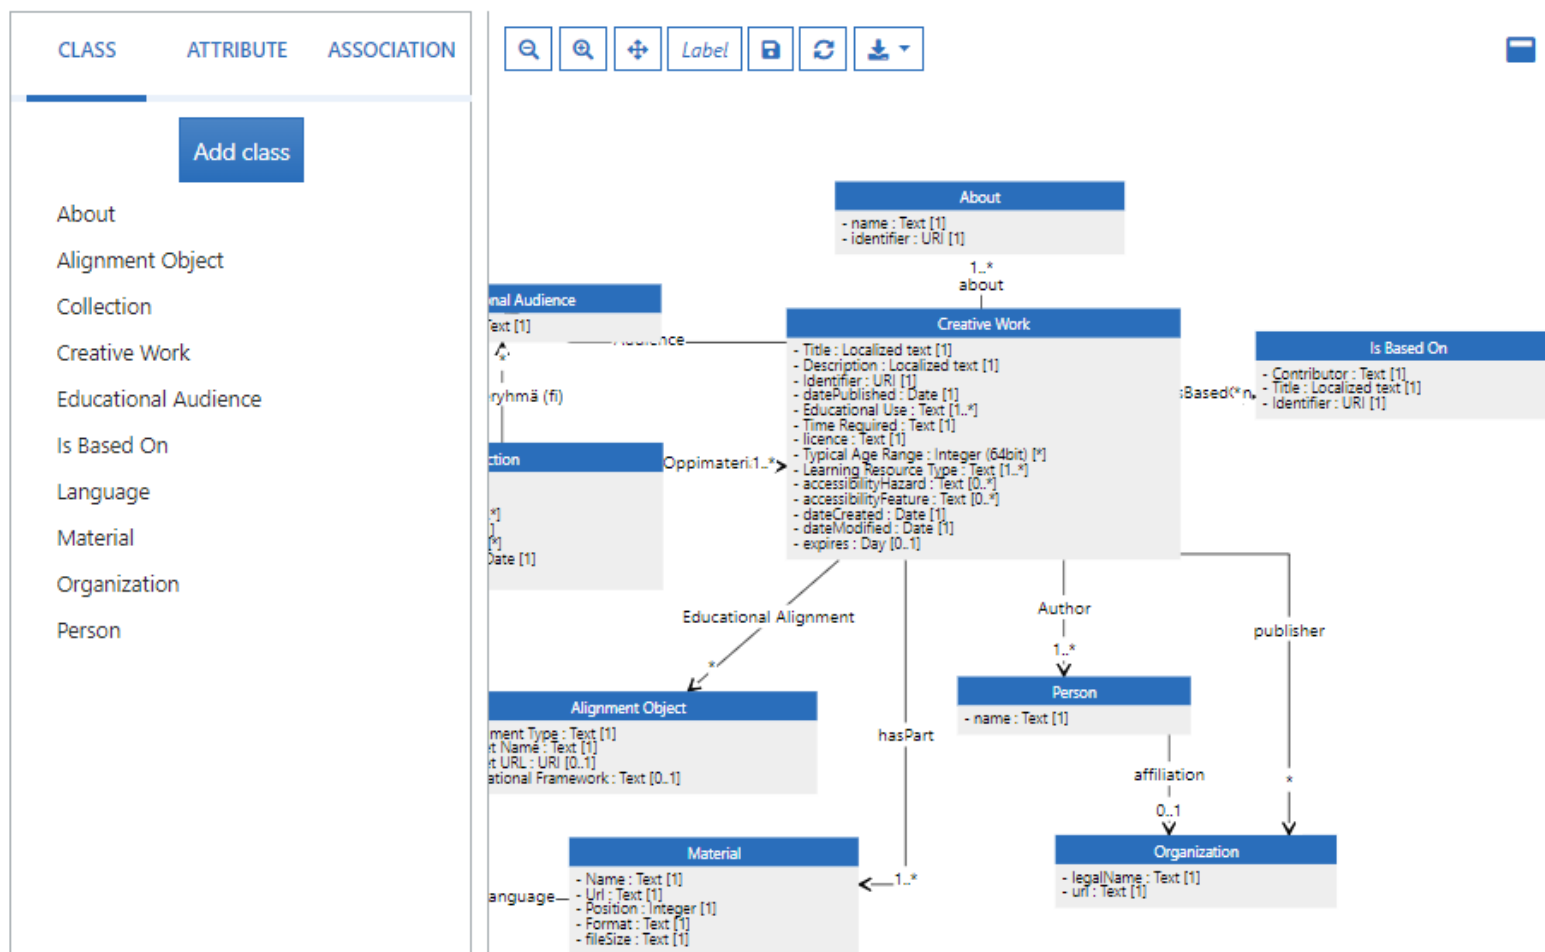 CLASS ATTRIBUTE ASSOCIATION
Label
Add class
About
Alignment Object
Collection
Creative Work
Educational Audience
Is Based On
Language
Material
Organization
Person
About
- name : Text [1]
- identifier : URI [1]
1..*
about
nal Audience
Text [1]
Audience
*
ryhmä (fi)
ction
.*]
]
[*]
Date [1]
Oppimateri
1..*
Creative Work
- Title : Localized text [1]
- Description : Localized text [1]
- Identifier : URI [1]
- datePublished : Date [1]
- Educational Use : Text [1..*]
- Time Required : Text [1]
- licence : Text [1]
- Typical Age Range : Integer (64bit) [*]
- Learning Resource Type : Text [1..*]
- accessibilityHazard : Text [0..*]
- accessibilityFeature : Text [0..*]
- dateCreated : Date [1]
- dateModified : Date [1]
- expires : Day [0..1]
Is Based On
- Contributor : Text [1]
- Title : Localized text [1]
- Identifier : URI [1]
Educational Alignment
*
Author
1..*
publisher
*
Alignment Object
ment Type : Text [1]
et Name : Text [1]
et URL : URI [0..1]
ational Framework : Text [0..1]
hasPart
1..*
Person
- name : Text [1]
affiliation
0..1
Material
- Name : Text [1]
- Url : Text [1]
- Position : Integer [1]
- Format : Text [1]
- fileSize : Text [1]
anguage
Organization
- legalName : Text [1]
- url : Text [1]